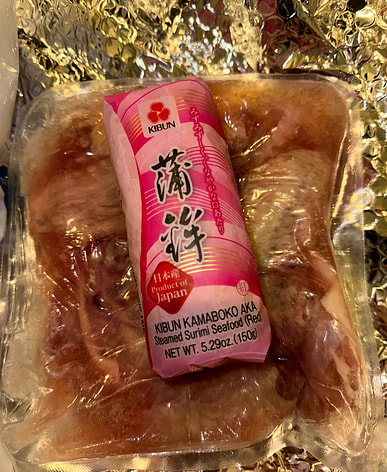 KIBUN
蒲鉾
日本産
Product of
Japan
KIBUN KAMABOKO AKA
Steamed Surimi Seafood (Red
NET WT. 5.29oz. (150g)